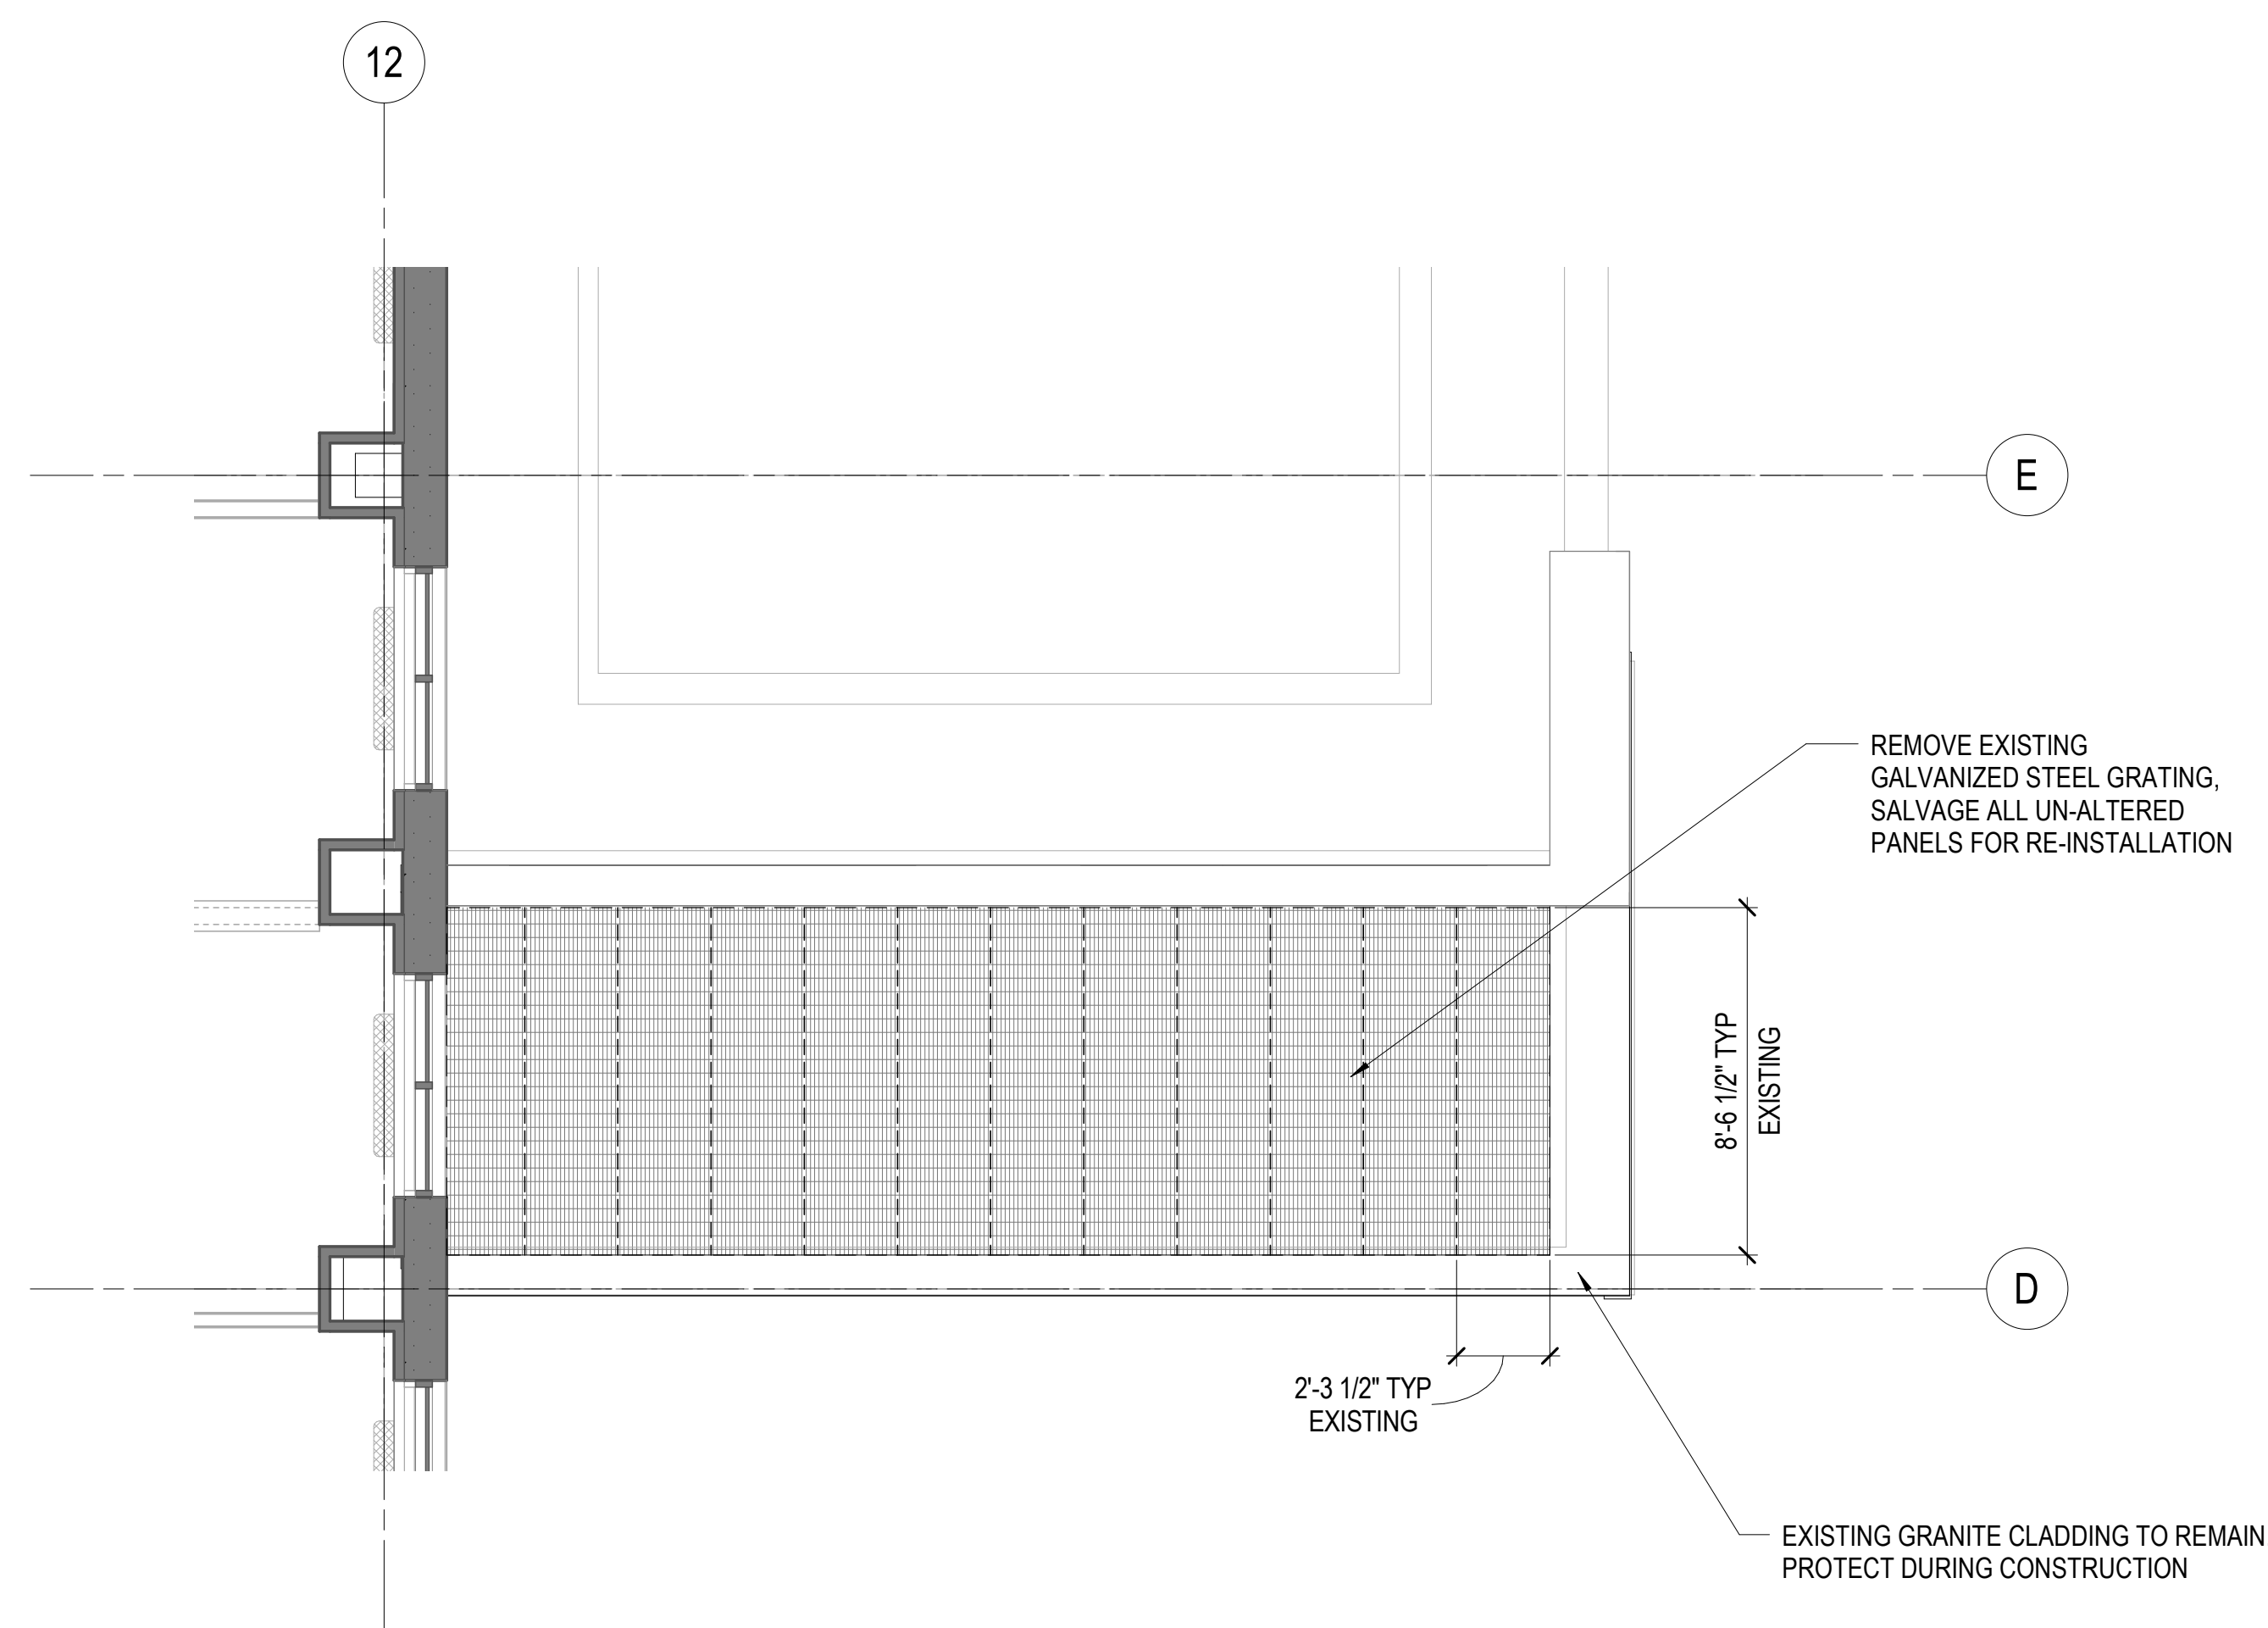 12
E
REMOVE EXISTING
GALVANIZED STEEL GRATING,
SALVAGE ALL UN-ALTERED
PANELS FOR RE-INSTALLATION
8'-6 1/2" TYP
EXISTING
D
2'-3 1/2" TYP
EXISTING
EXISTING GRANITE CLADDING TO REMAIN
PROTECT DURING CONSTRUCTION